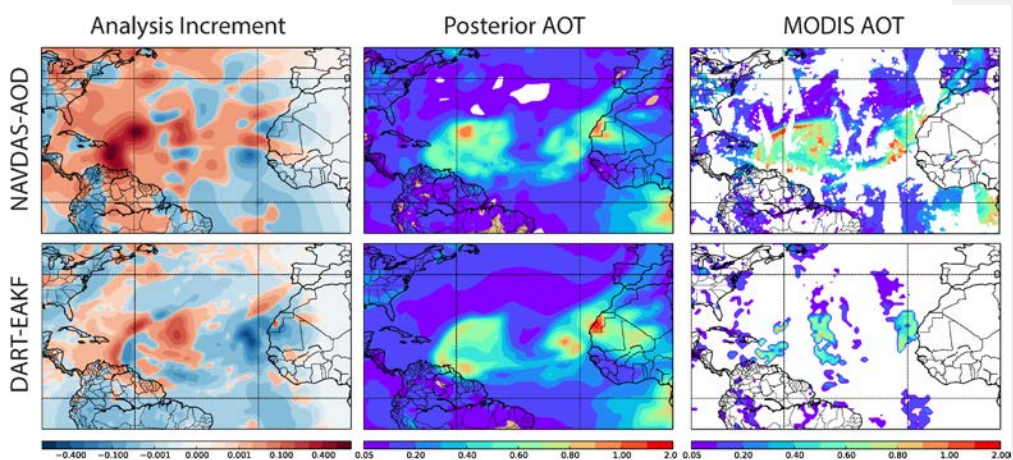 Analysis Increment
Posterior AOT
MODIS AOT
NAVDAS-AOD
DART-EAKF
−0.400 −0.100 −0.001 0.000 0.001 0.100 0.400
0.05 0.20 0.40 0.60 0.80 1.00 2.0
0.05 0.20 0.40 0.60 0.80 1.00 2.00